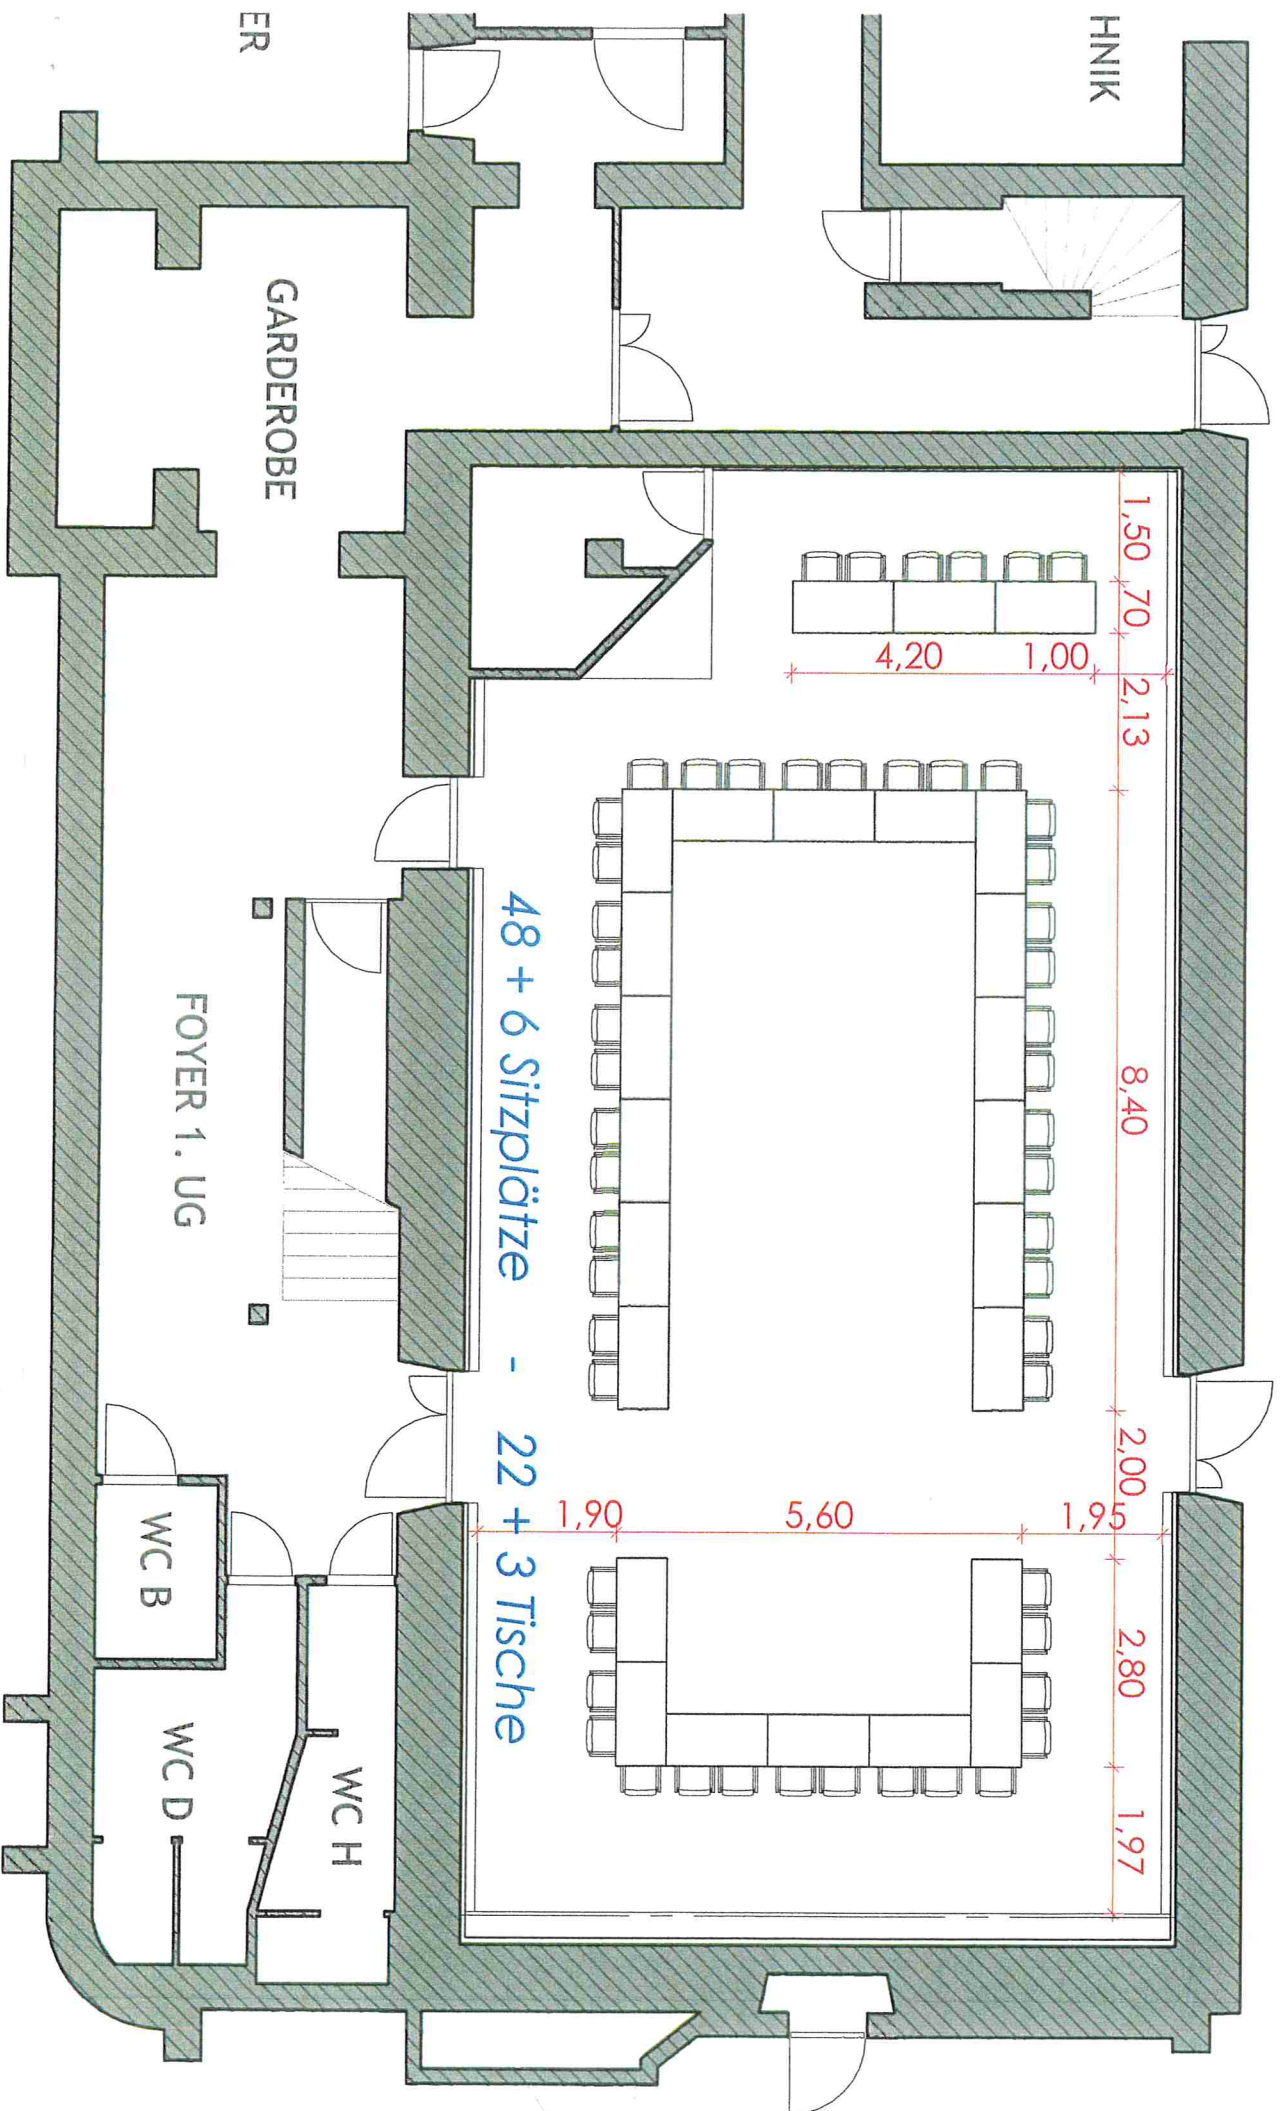 HNIK
ER
GARDEROBE
1,50
70
2,13
8,40
2,00
2,80
1,97
4,20
1,00
48 + 6 Sitzplätze - 22 + 3 Tische
1,90
5,60
1,95
FOYER 1. UG
WC B
WC D
WC H